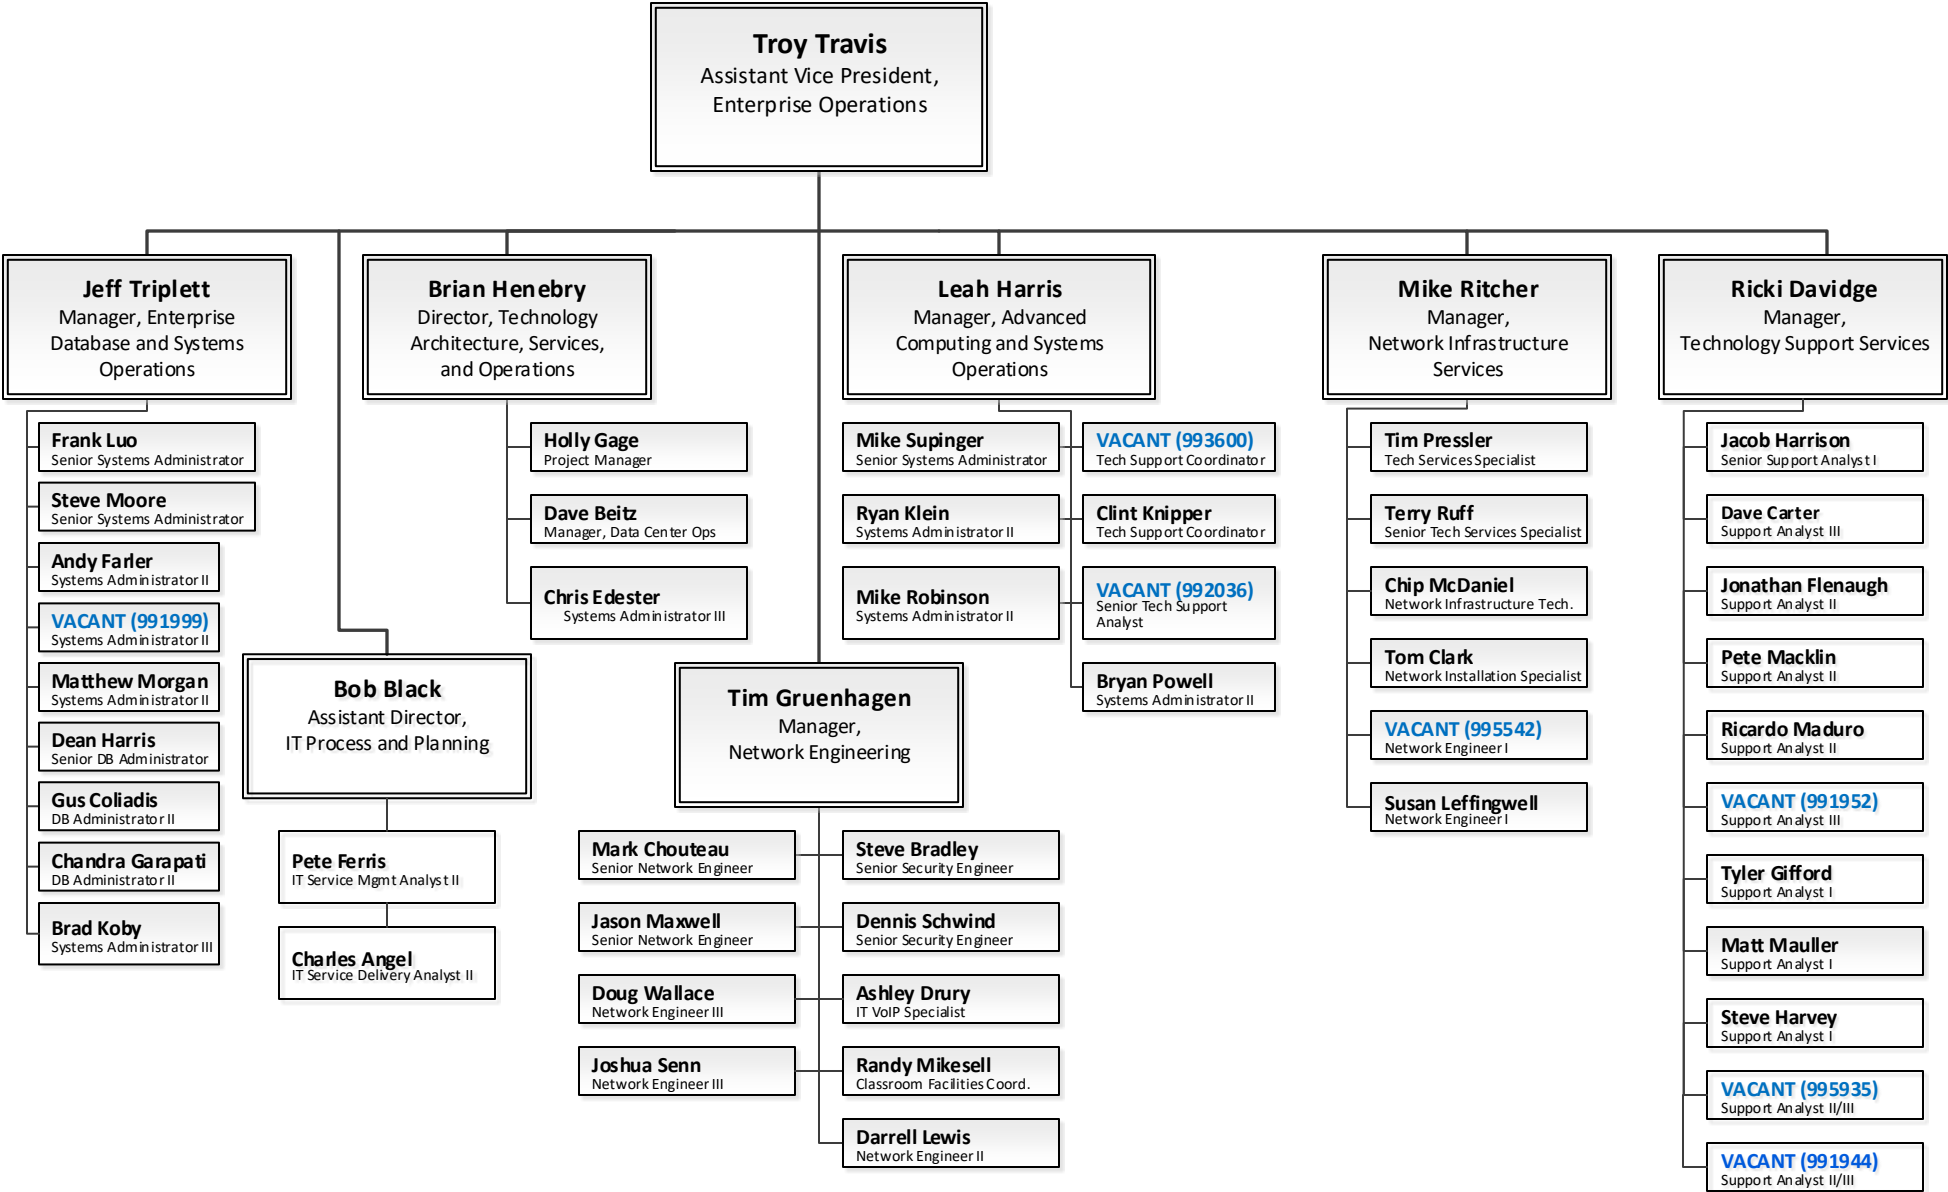 Troy Travis
Assistant Vice President,
Enterprise Operations
Jeff Triplett
Manager, Enterprise
Database and Systems
Operations
Frank Luo
Senior Systems Administrator
Steve Moore
Senior Systems Administrator
Andy Farler
Systems Administrator II
VACANT (991999)
Systems Administrator II
Matthew Morgan
Systems Administrator II
Dean Harris
Senior DB Administrator
Gus Coliadis
DB Administrator II
Chandra Garapati
DB Administrator II
Brad Koby
Systems Administrator III
Bob Black
Assistant Director,
IT Process and Planning
Pete Ferris
IT Service Mgmt Analyst II
Charles Angel
IT Service Delivery Analyst II
Brian Henebry
Director, Technology
Architecture, Services,
and Operations
Holly Gage
Project Manager
Dave Beitz
Manager, Data Center Ops
Chris Edester
Systems Administrator III
Tim Gruenhagen
Manager,
Network Engineering
Mark Chouteau
Senior Network Engineer
Jason Maxwell
Senior Network Engineer
Doug Wallace
Network Engineer III
Joshua Senn
Network Engineer III
Steve Bradley
Senior Security Engineer
Dennis Schwind
Senior Security Engineer
Ashley Drury
IT VoIP Specialist
Randy Mikesell
Classroom Facilities Coord.
Darrell Lewis
Network Engineer II
Leah Harris
Manager, Advanced
Computing and Systems
Operations
Mike Supinger
Senior Systems Administrator
Ryan Klein
Systems Administrator II
Mike Robinson
Systems Administrator II
VACANT (993600)
Tech Support Coordinator
Clint Knipper
Tech Support Coordinator
VACANT (992036)
Senior Tech Support
Analyst
Bryan Powell
Systems Administrator II
Mike Ritcher
Manager,
Network Infrastructure
Services
Tim Pressler
Tech Services Specialist
Terry Ruff
Senior Tech Services Specialist
Chip McDaniel
Network Infrastructure Tech.
Tom Clark
Network Installation Specialist
VACANT (995542)
Network Engineer I
Susan Leffingwell
Network Engineer I
Ricki Davidge
Manager,
Technology Support Services
Jacob Harrison
Senior Support Analyst I
Dave Carter
Support Analyst III
Jonathan Flenaugh
Support Analyst II
Pete Macklin
Support Analyst II
Ricardo Maduro
Support Analyst II
VACANT (991952)
Support Analyst III
Tyler Gifford
Support Analyst I
Matt Mauller
Support Analyst I
Steve Harvey
Support Analyst I
VACANT (995935)
Support Analyst II/III
VACANT (991944)
Support Analyst II/III